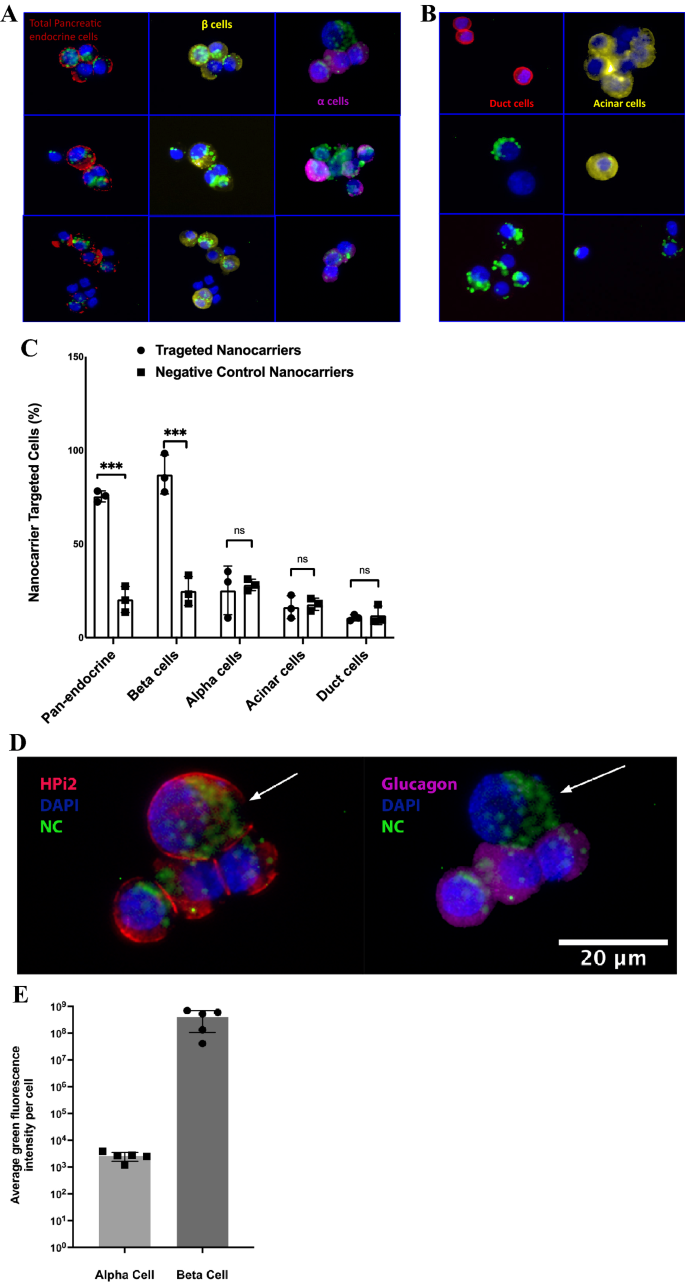 A
B
Total Pancreatic
endocrine cells
β cells
α cells
Duct cells
Acinar cells
C
Trageted Nanocarriers
Negative Control Nanocarriers
Nanocarrier Targeted Cells (%)
150
100
50
0
***
***
ns
ns
ns
Pan-endocrine
Beta cells
Alpha cells
Acinar cells
Duct cells
D
HPi2
DAPI
NC
Glucagon
DAPI
NC
20 µm
E
Average green fluorescence
intensity per cell
10⁹
10⁸
10⁷
10⁶
10⁵
10⁴
10³
10²
10¹
10⁰
Alpha Cell
Beta Cell